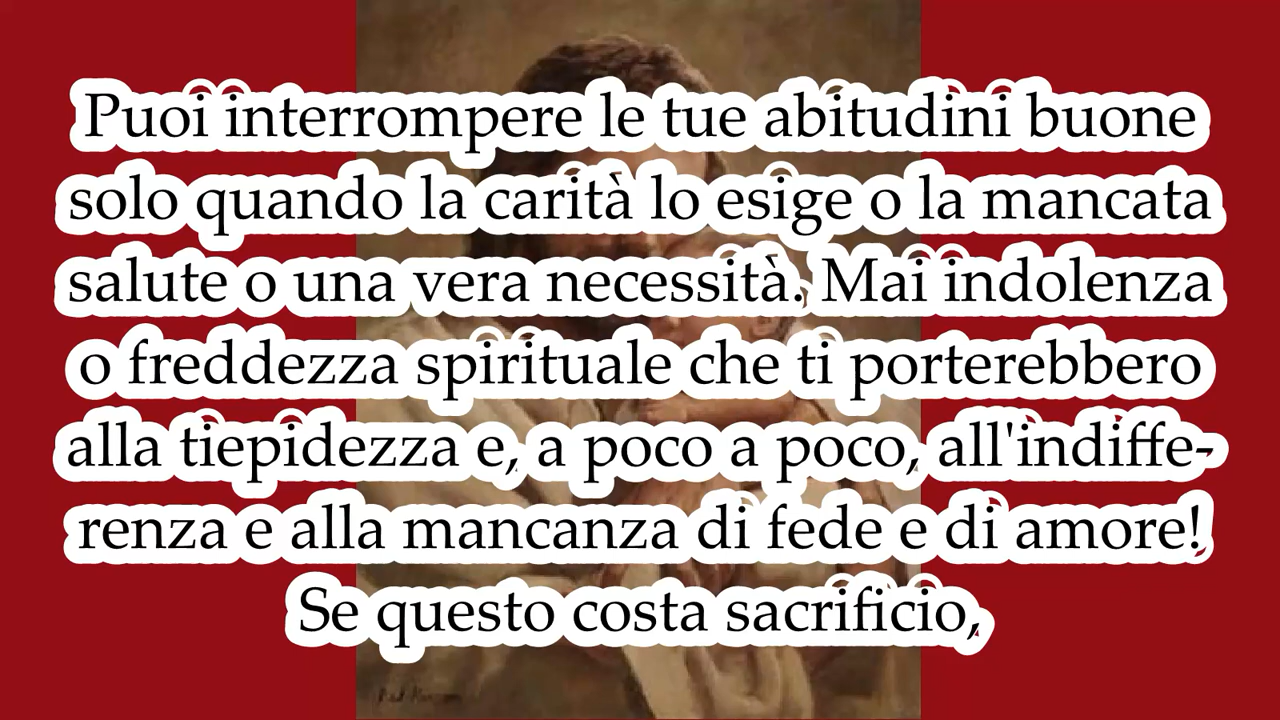 Puoi interrompere le tue abitudini buone
solo quando la carità lo esige o la mancata
salute o una vera necessità. Mai indolenza
o freddezza spirituale che ti porterebbero
alla tiepidezza e, a poco a poco, all'indiffe-
renza e alla mancanza di fede e di amore!
Se questo costa sacrificio,